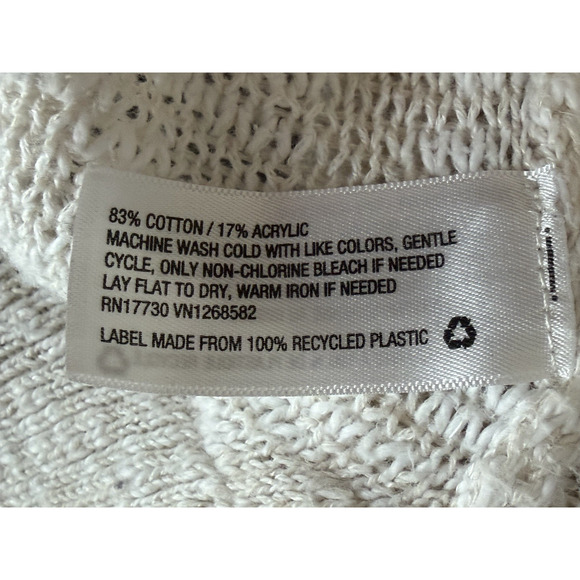 83% COTTON / 17% ACRYLIC
MACHINE WASH COLD WITH LIKE COLORS, GENTLE
CYCLE, ONLY NON-CHLORINE BLEACH IF NEEDED
LAY FLAT TO DRY, WARM IRON IF NEEDED
RN17730 VN1268582
LABEL MADE FROM 100% RECYCLED PLASTIC